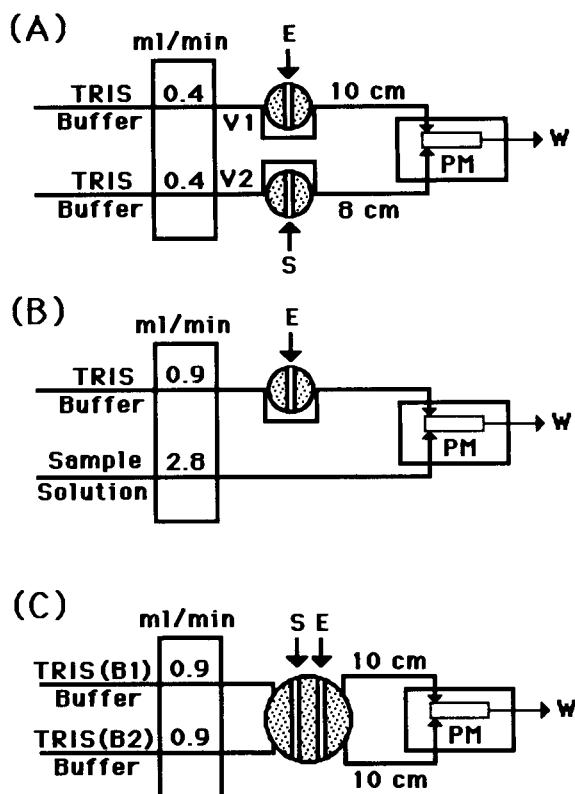 (A)
ml/min
E
TRIS 0.4 10 cm
Buffer V1 W
PM
TRIS 0.4 V2
Buffer 8 cm
S
(B)
ml/min E
TRIS 0.9
Buffer W
Sample 2.8 PM
Solution
(C)
ml/min S E
TRIS(B1) 0.9 10 cm
Buffer W
TRIS(B2) 0.9 PM
Buffer 10 cm